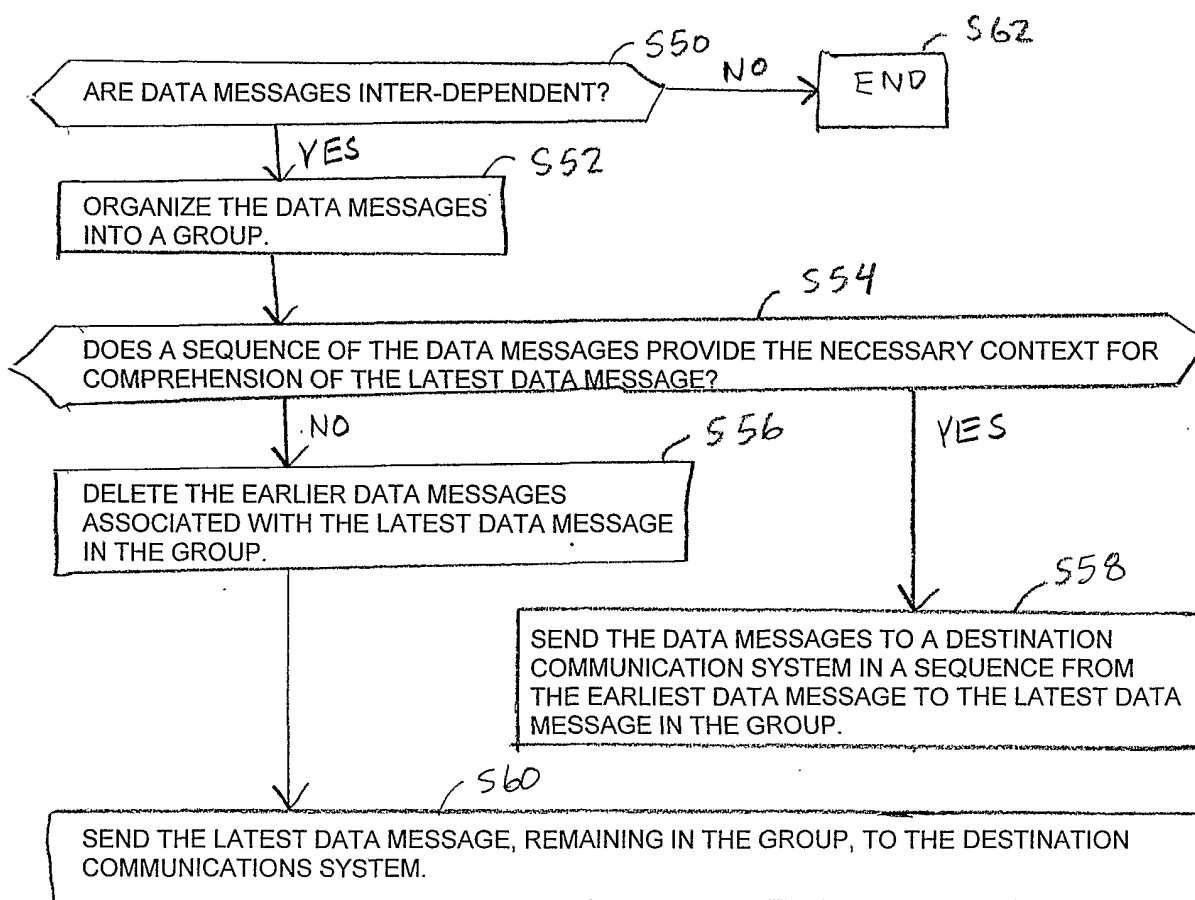 S50
S62
ARE DATA MESSAGES INTER-DEPENDENT?
NO
END
YES
S52
ORGANIZE THE DATA MESSAGES
INTO A GROUP.
S54
DOES A SEQUENCE OF THE DATA MESSAGES PROVIDE THE NECESSARY CONTEXT FOR
COMPREHENSION OF THE LATEST DATA MESSAGE?
NO
S56
YES
DELETE THE EARLIER DATA MESSAGES
ASSOCIATED WITH THE LATEST DATA MESSAGE
IN THE GROUP.
S58
SEND THE DATA MESSAGES TO A DESTINATION
COMMUNICATION SYSTEM IN A SEQUENCE FROM
THE EARLIEST DATA MESSAGE TO THE LATEST DATA
MESSAGE IN THE GROUP.
S60
SEND THE LATEST DATA MESSAGE, REMAINING IN THE GROUP, TO THE DESTINATION
COMMUNICATIONS SYSTEM.